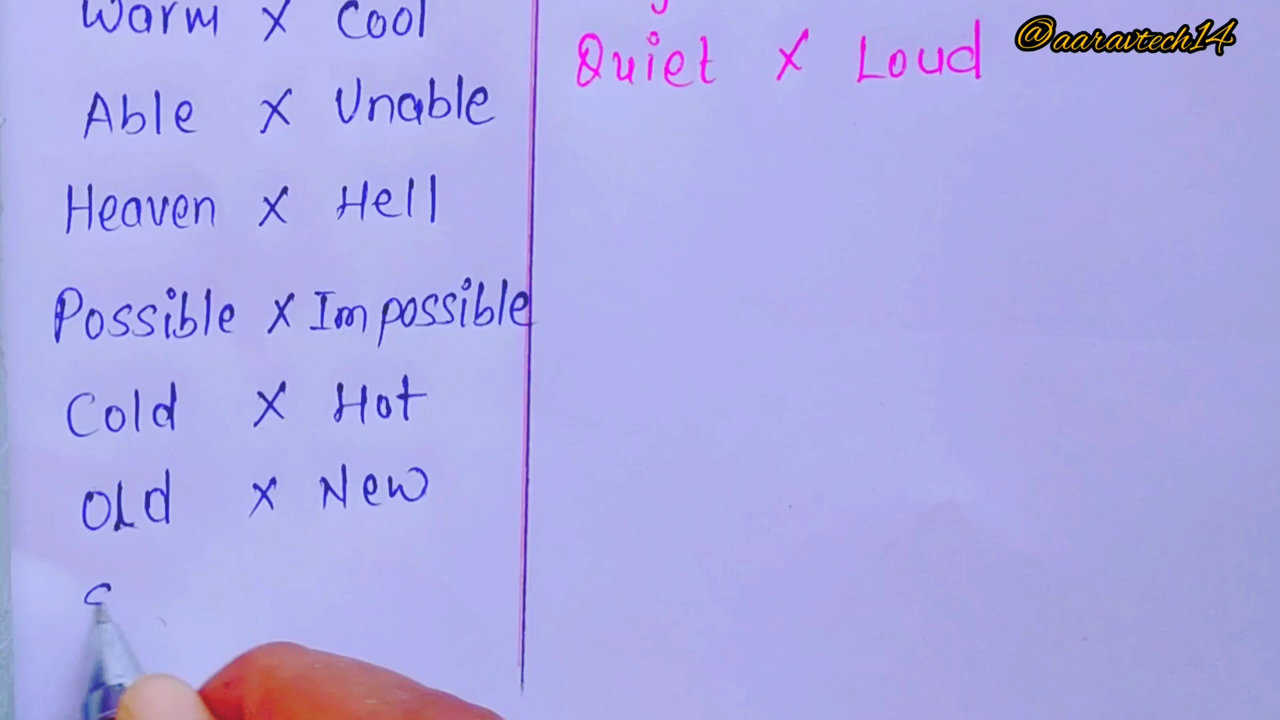 Warm X Cool
Able X Unable
Heaven X Hell
Possible X Impossible
Cold X Hot
Old X New
Quiet X Loud
@aaravtech14